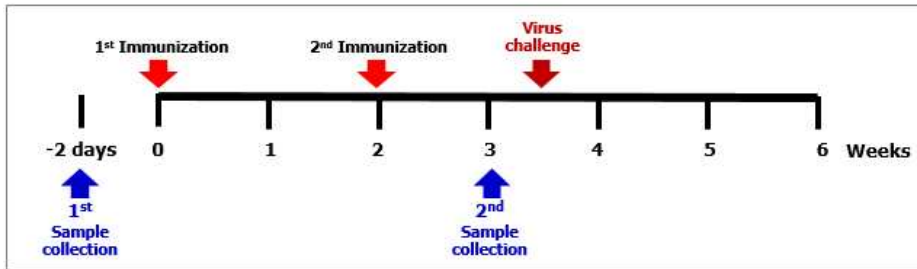 Virus
challenge
1st Immunization
2nd Immunization
-2 days 0 1 2 3 4 5 6 Weeks
1st
Sample
collection
2nd
Sample
collection